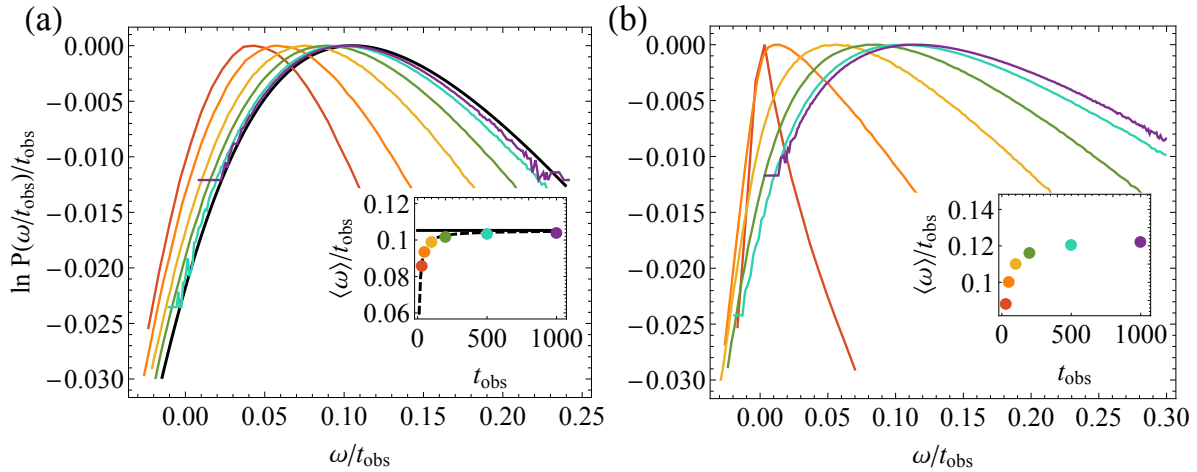 (a)
ln P(ω/t_obs)/t_obs
0.000
−0.005
−0.010
−0.015
−0.020
−0.025
−0.030
0.00 0.05 0.10 0.15 0.20 0.25
ω/t_obs
⟨ω⟩/t_obs
0.12
0.1
0.08
0.06
0 500 1000
t_obs
(b)
0.000
−0.005
−0.010
−0.015
−0.020
−0.025
−0.030
0.00 0.05 0.10 0.15 0.20 0.25 0.30
ω/t_obs
⟨ω⟩/t_obs
0.14
0.12
0.1
0 500 1000
t_obs